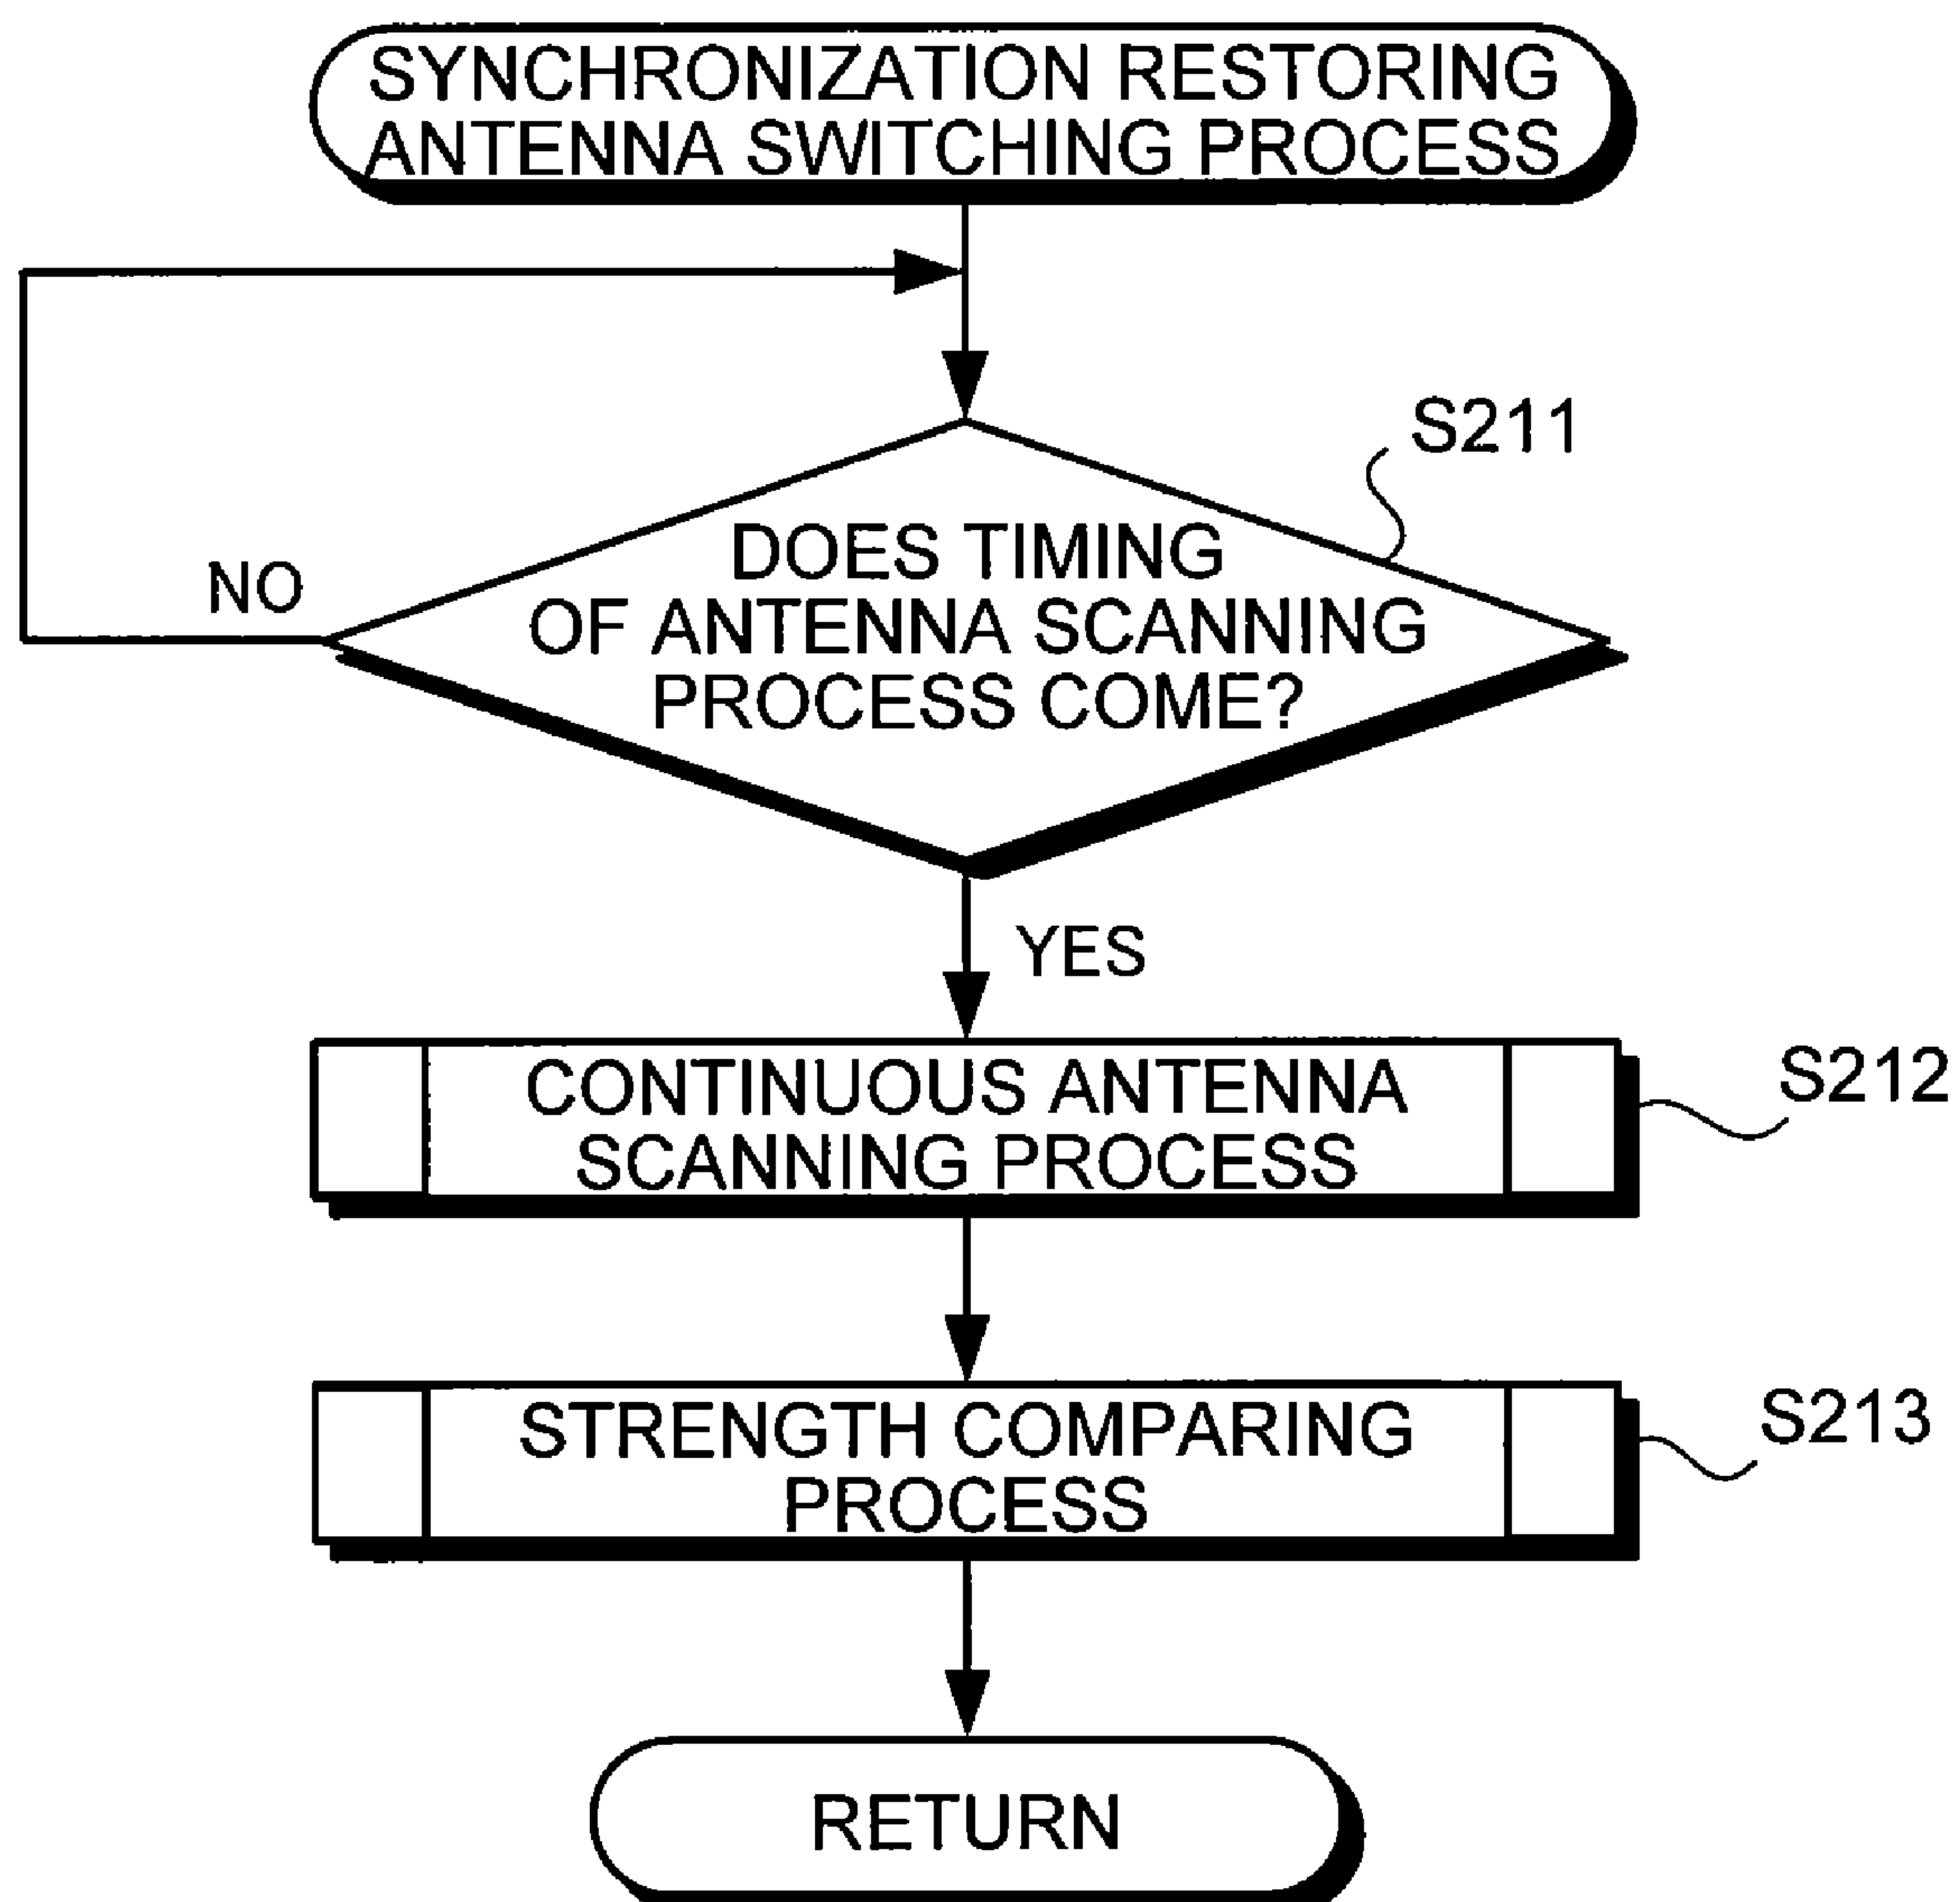 SYNCHRONIZATION RESTORING
ANTENNA SWITCHING PROCESS
S211
DOES TIMING
OF ANTENNA SCANNING
PROCESS COME?
NO
YES
CONTINUOUS ANTENNA
SCANNING PROCESS
S212
STRENGTH COMPARING
PROCESS
S213
RETURN